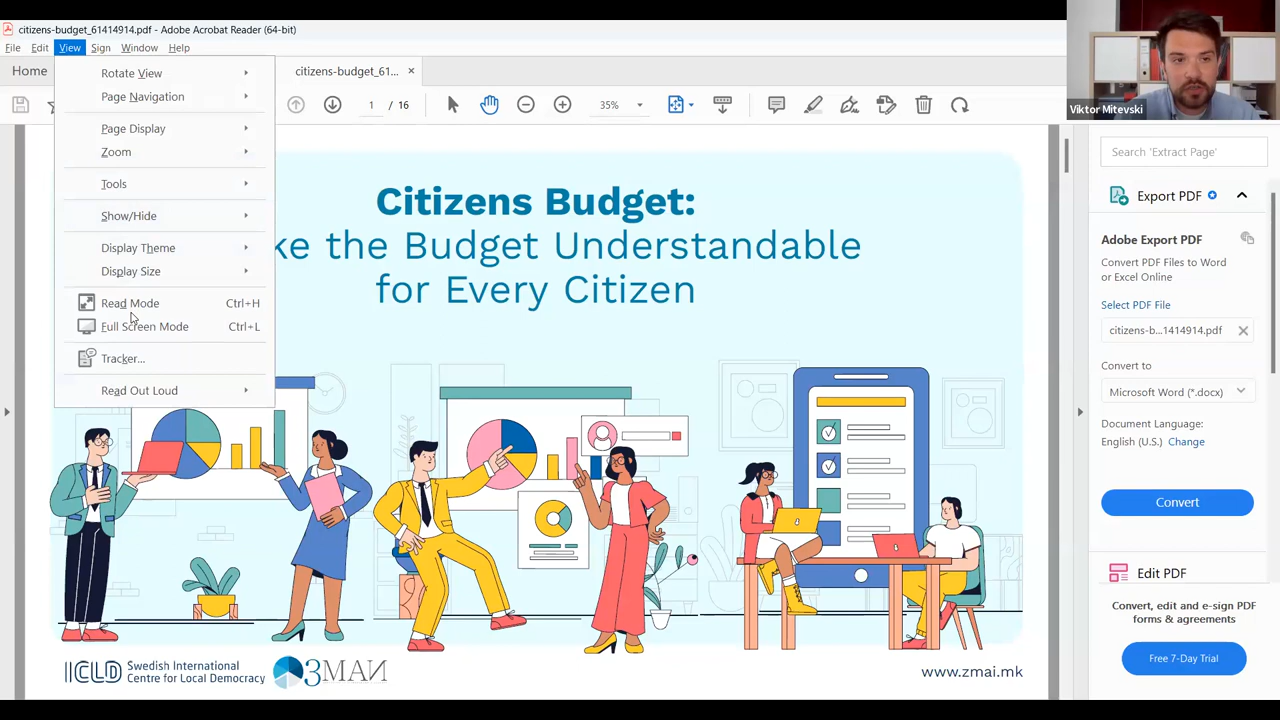 citizens-budget_61414914.pdf - Adobe Acrobat Reader (64-bit)
File Edit View Sign Window Help
Home
citizens-budget_61...
1 / 16
35%
Rotate View
Page Navigation
Page Display
Zoom
Tools
Show/Hide
Display Theme
Display Size
Read Mode Ctrl+H
Full Screen Mode Ctrl+L
Tracker...
Read Out Loud
Citizens Budget:
ke the Budget Understandable
for Every Citizen
ICLD Swedish International
Centre for Local Democracy
ЗМАИ
www.zmai.mk
Viktor Mitevski
Search 'Extract Page'
Export PDF
Adobe Export PDF
Convert PDF Files to Word
or Excel Online
Select PDF File
citizens-b...1414914.pdf
Convert to
Microsoft Word (*.docx)
Document Language:
English (U.S.) Change
Convert
Edit PDF
Convert, edit and e-sign PDF
forms & agreements
Free 7-Day Trial